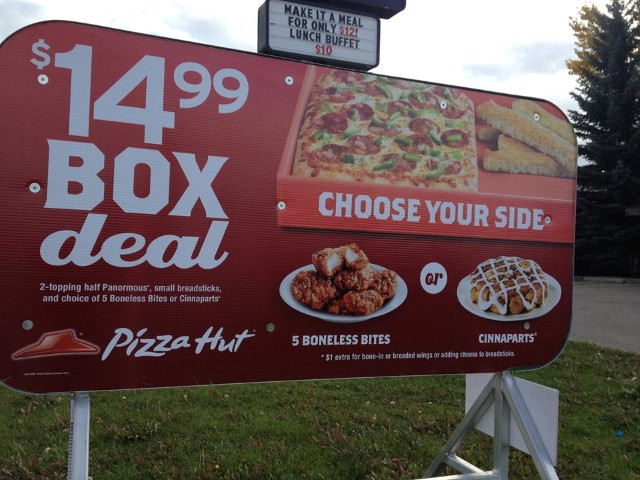 MAKE IT A MEAL
FOR ONLY $12!
LUNCH BUFFET
$10
$14.99
BOX
deal
2-topping half Panormous*, small breadsticks,
and choice of 5 Boneless Bites or Cinnaparts*
Pizza Hut
CHOOSE YOUR SIDE
or
5 BONELESS BITES
CINNAPARTS*
* $1 extra for bone-in or breaded wings or adding cheese to breadsticks.